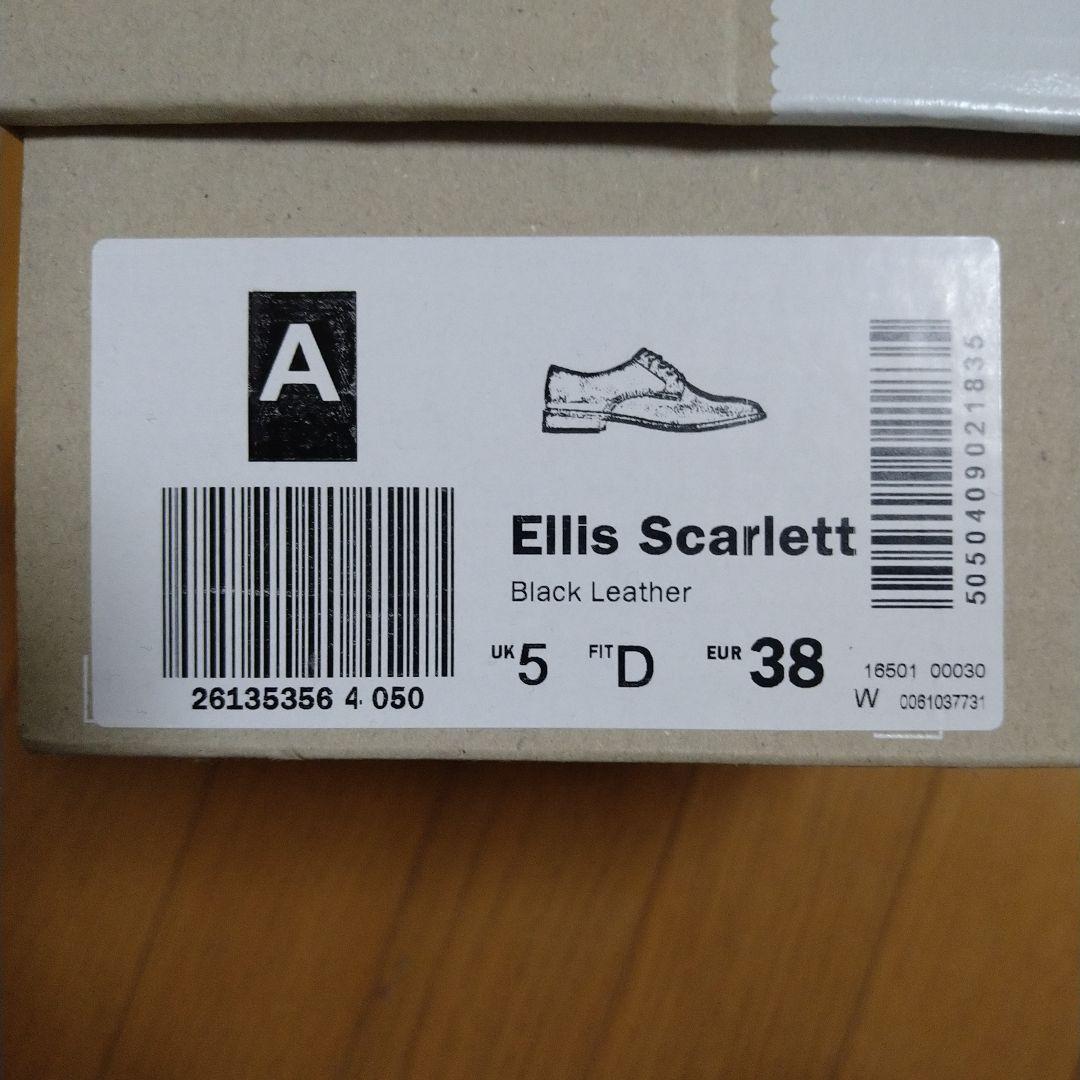 A
26135356 4 050
Ellis Scarlett
Black Leather
UK 5 FIT D EUR 38
5050409021835
16501 00030
W 0061037731